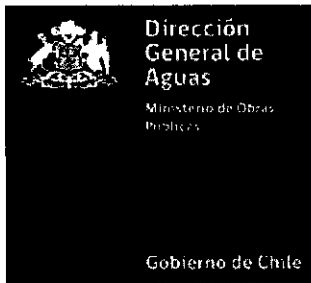 Dirección
General de
Aguas
Ministerio de Obras
Públicas
Gobierno de Chile